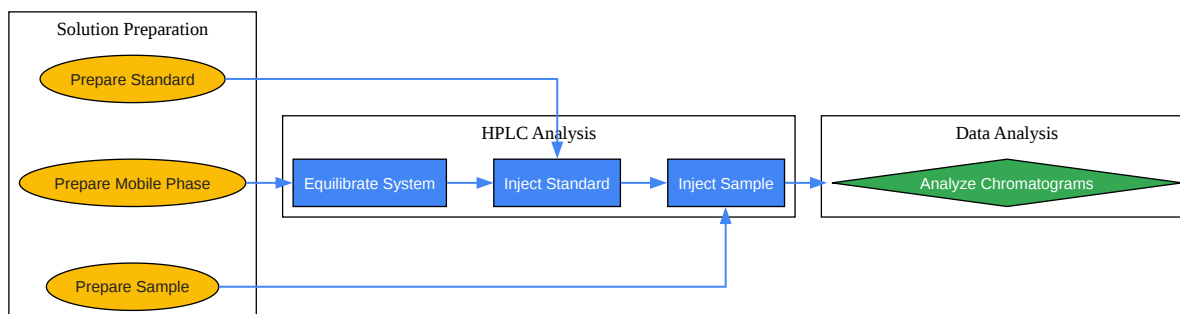 Solution Preparation
Prepare Standard
Prepare Mobile Phase
Prepare Sample
HPLC Analysis
Equilibrate System
Inject Standard
Inject Sample
Data Analysis
Analyze Chromatograms